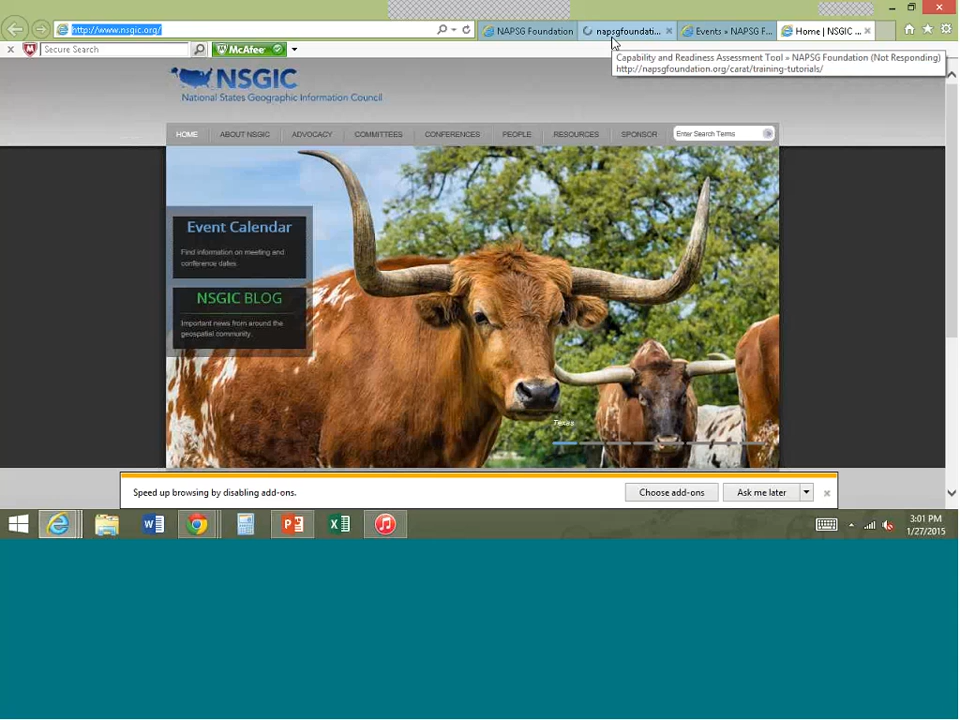 http://www.nsgic.org/
NAPSG Foundation
napsgfoundati...
Events » NAPSG F...
Home | NSGIC ...
Secure Search
McAfee
Capability and Readiness Assessment Tool » NAPSG Foundation (Not Responding)
http://napsgfoundation.org/carat/training-tutorials/
NSGIC
National States Geographic Information Council
HOME
ABOUT NSGIC
ADVOCACY
COMMITTEES
CONFERENCES
PEOPLE
RESOURCES
SPONSOR
Enter Search Terms
Event Calendar
Find information on meeting and
conference dates.
NSGIC BLOG
Important news from around the
geospatial community.
Texas
Speed up browsing by disabling add-ons.
Choose add-ons
Ask me later
3:01 PM
1/27/2015